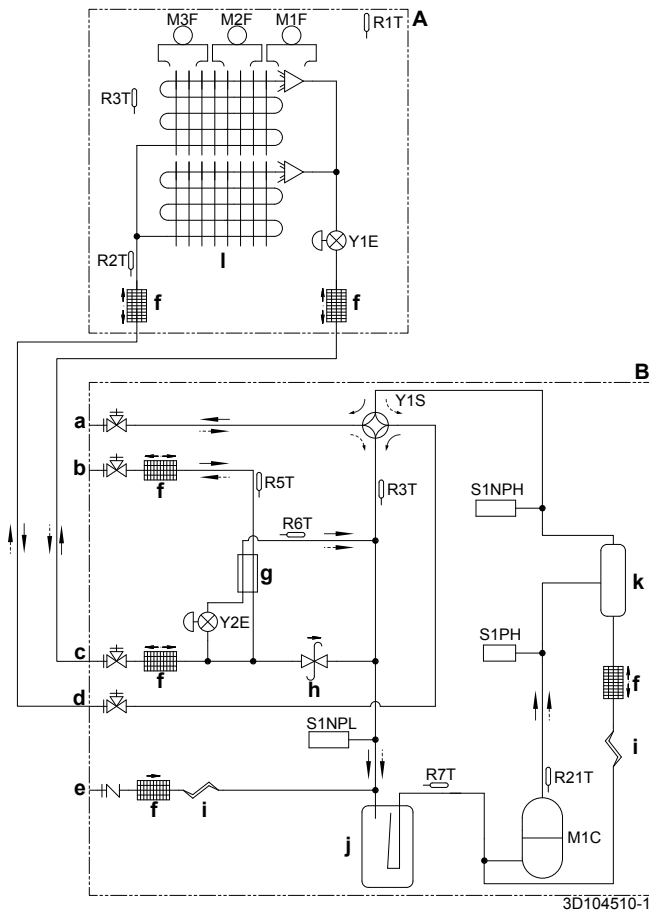 M3F M2F M1F R1T A
R3T
Y1E
R2T
l
f f
B
a Y1S
b
f R5T R3T
S1NPH
R6T
g k
Y2E
S1PH
c
f h f
d
S1NPL
i
e R7T R21T
f i
j M1C
3D104510-1